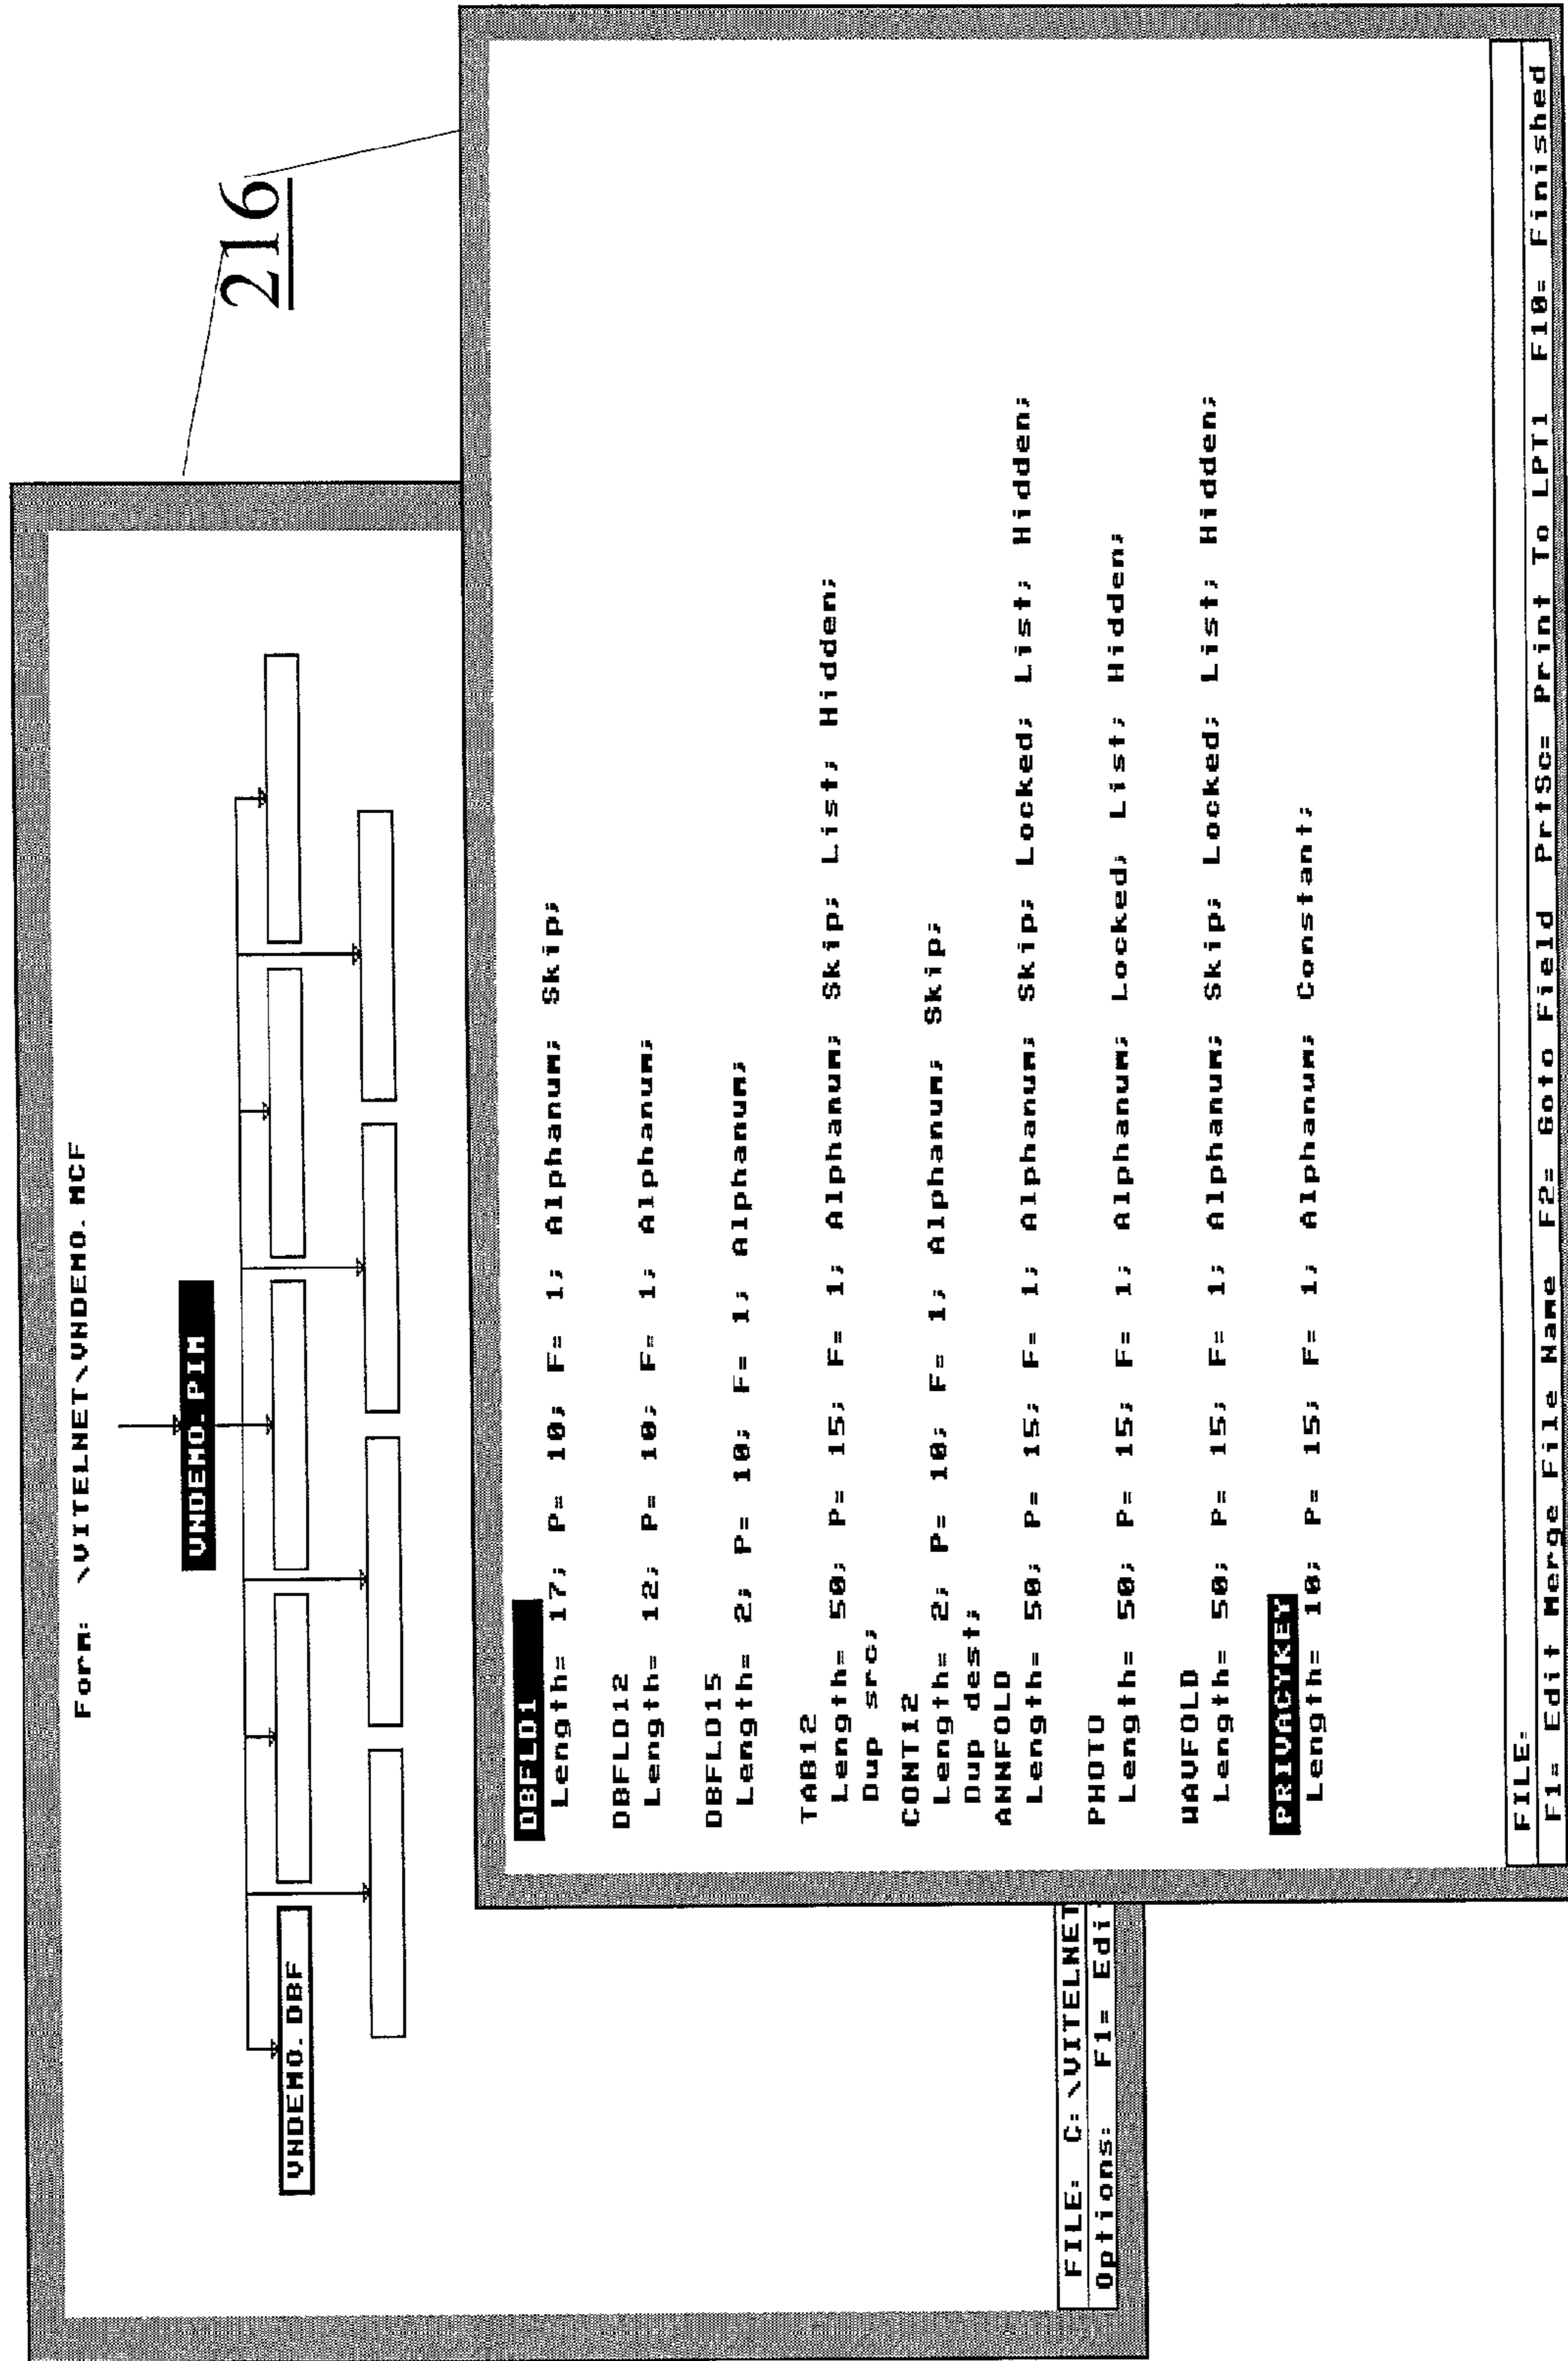 216
Form: \VITELNET\VNDEMO.MCF
VNDEMO.PIM
VNDEMO.DBF
FILE: C:\VITELNET
Options: F1= Edi
DBFLD1
Length= 17; P= 10; F= 1; Alphanum; Skip;
DBFLD12
Length= 12; P= 10; F= 1; Alphanum;
DBFLD15
Length= 2; P= 10; F= 1; Alphanum;
TAB12
Length= 50; P= 15; F= 1; Alphanum; Skip; List; Hidden;
Dup src;
CONT12
Length= 2; P= 10; F= 1; Alphanum; Skip;
Dup dest;
ANNFOLD
Length= 50; P= 15; F= 1; Alphanum; Skip; Locked; List; Hidden;
PHOTO
Length= 50; P= 15; F= 1; Alphanum; Locked; List; Hidden;
WAVFOLD
Length= 50; P= 15; F= 1; Alphanum; Skip; Locked; List; Hidden;
PRIVACYKEY
Length= 10; P= 15; F= 1; Alphanum; Constant;
FILE:
F1= Edit Merge File Name F2= Goto Field PrtSc= Print To LPT1 F10= Finished